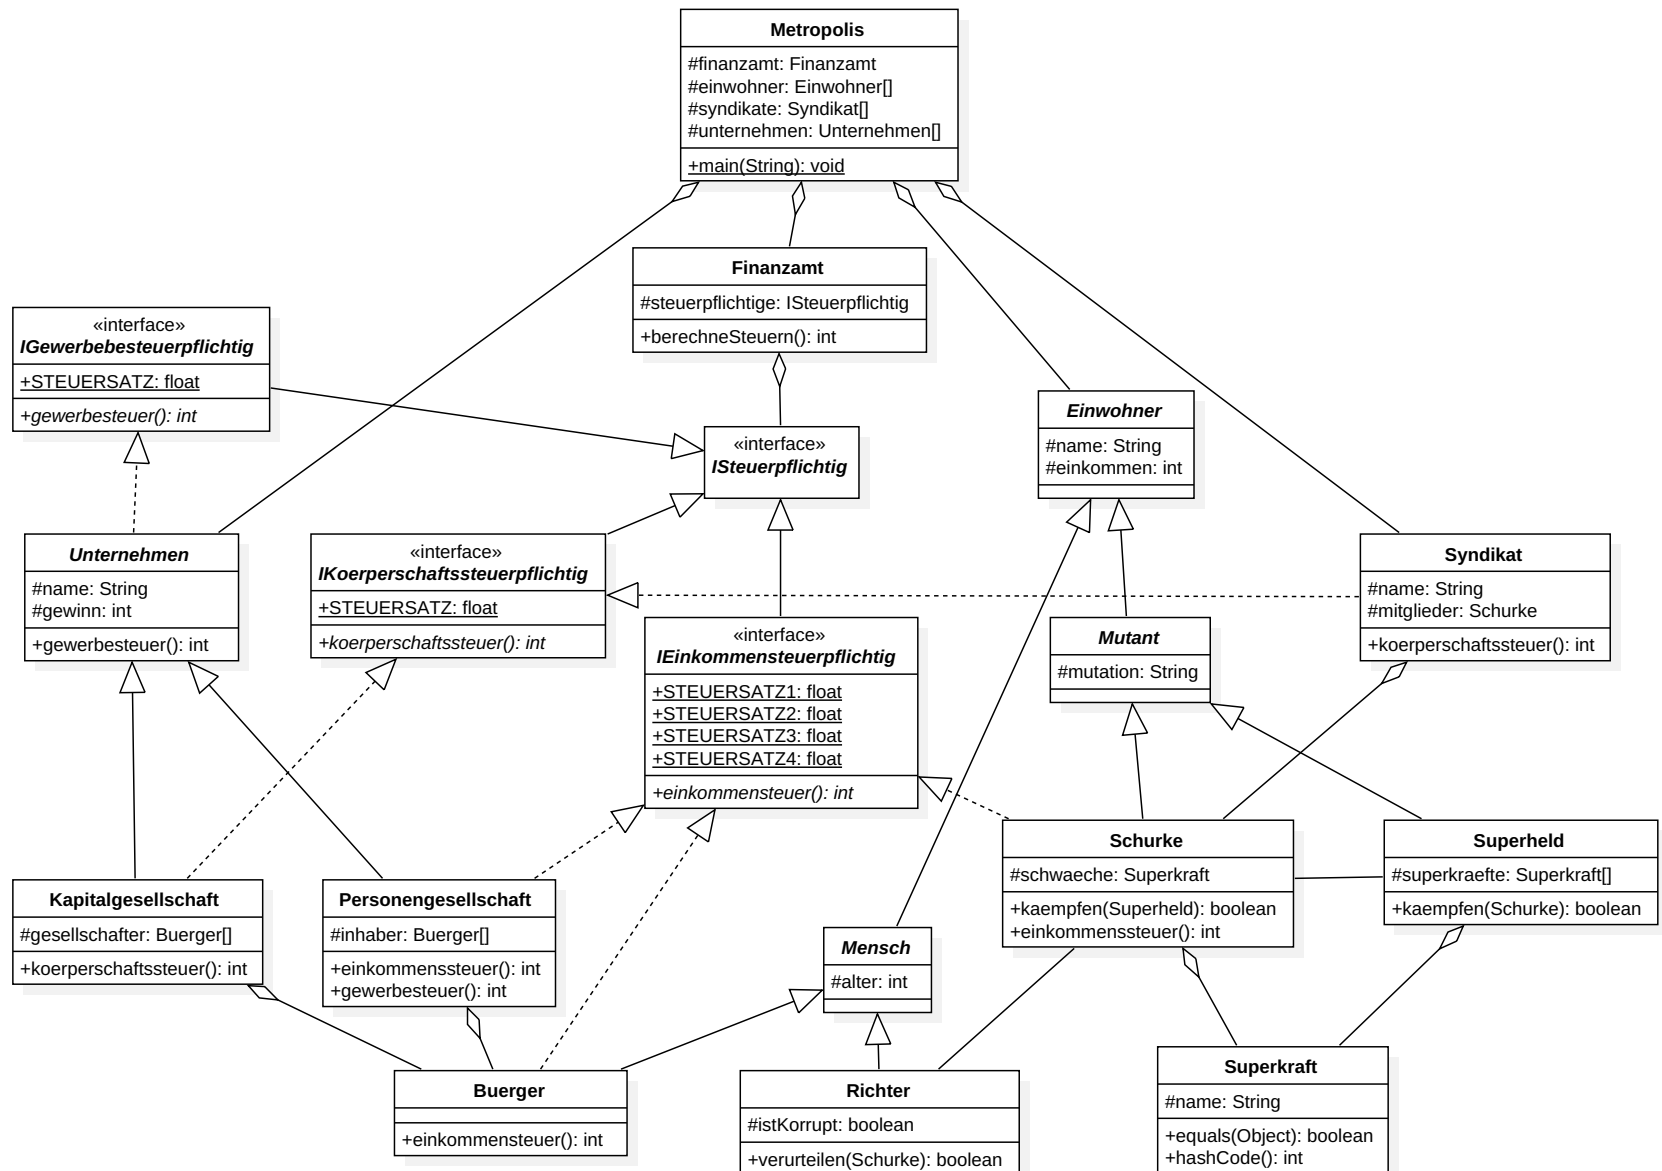 Metropolis
#finanzamt: Finanzamt
#einwohner: Einwohner[]
#syndikate: Syndikat[]
#unternehmen: Unternehmen[]
+main(String): void
Finanzamt
#steuerpflichtige: ISteuerpflichtig
+berechneSteuern(): int
«interface»
IGewerbebesteuerpflichtig
+STEUERSATZ: float
+gewerbesteuer(): int
«interface»
ISteuerpflichtig
Einwohner
#name: String
#einkommen: int
Unternehmen
#name: String
#gewinn: int
+gewerbesteuer(): int
«interface»
IKoerperschaftssteuerpflichtig
+STEUERSATZ: float
+koerperschaftssteuer(): int
Syndikat
#name: String
#mitglieder: Schurke
+koerperschaftssteuer(): int
«interface»
IEinkommensteuerpflichtig
+STEUERSATZ1: float
+STEUERSATZ2: float
+STEUERSATZ3: float
+STEUERSATZ4: float
+einkommensteuer(): int
Mutant
#mutation: String
Schurke
#schwaeche: Superkraft
+kaempfen(Superheld): boolean
+einkommenssteuer(): int
Superheld
#superkraefte: Superkraft[]
+kaempfen(Schurke): boolean
Kapitalgesellschaft
#gesellschafter: Buerger[]
+koerperschaftssteuer(): int
Personengesellschaft
#inhaber: Buerger[]
+einkommenssteuer(): int
+gewerbesteuer(): int
Mensch
#alter: int
Buerger
+einkommensteuer(): int
Richter
#istKorrupt: boolean
+verurteilen(Schurke): boolean
Superkraft
#name: String
+equals(Object): boolean
+hashCode(): int